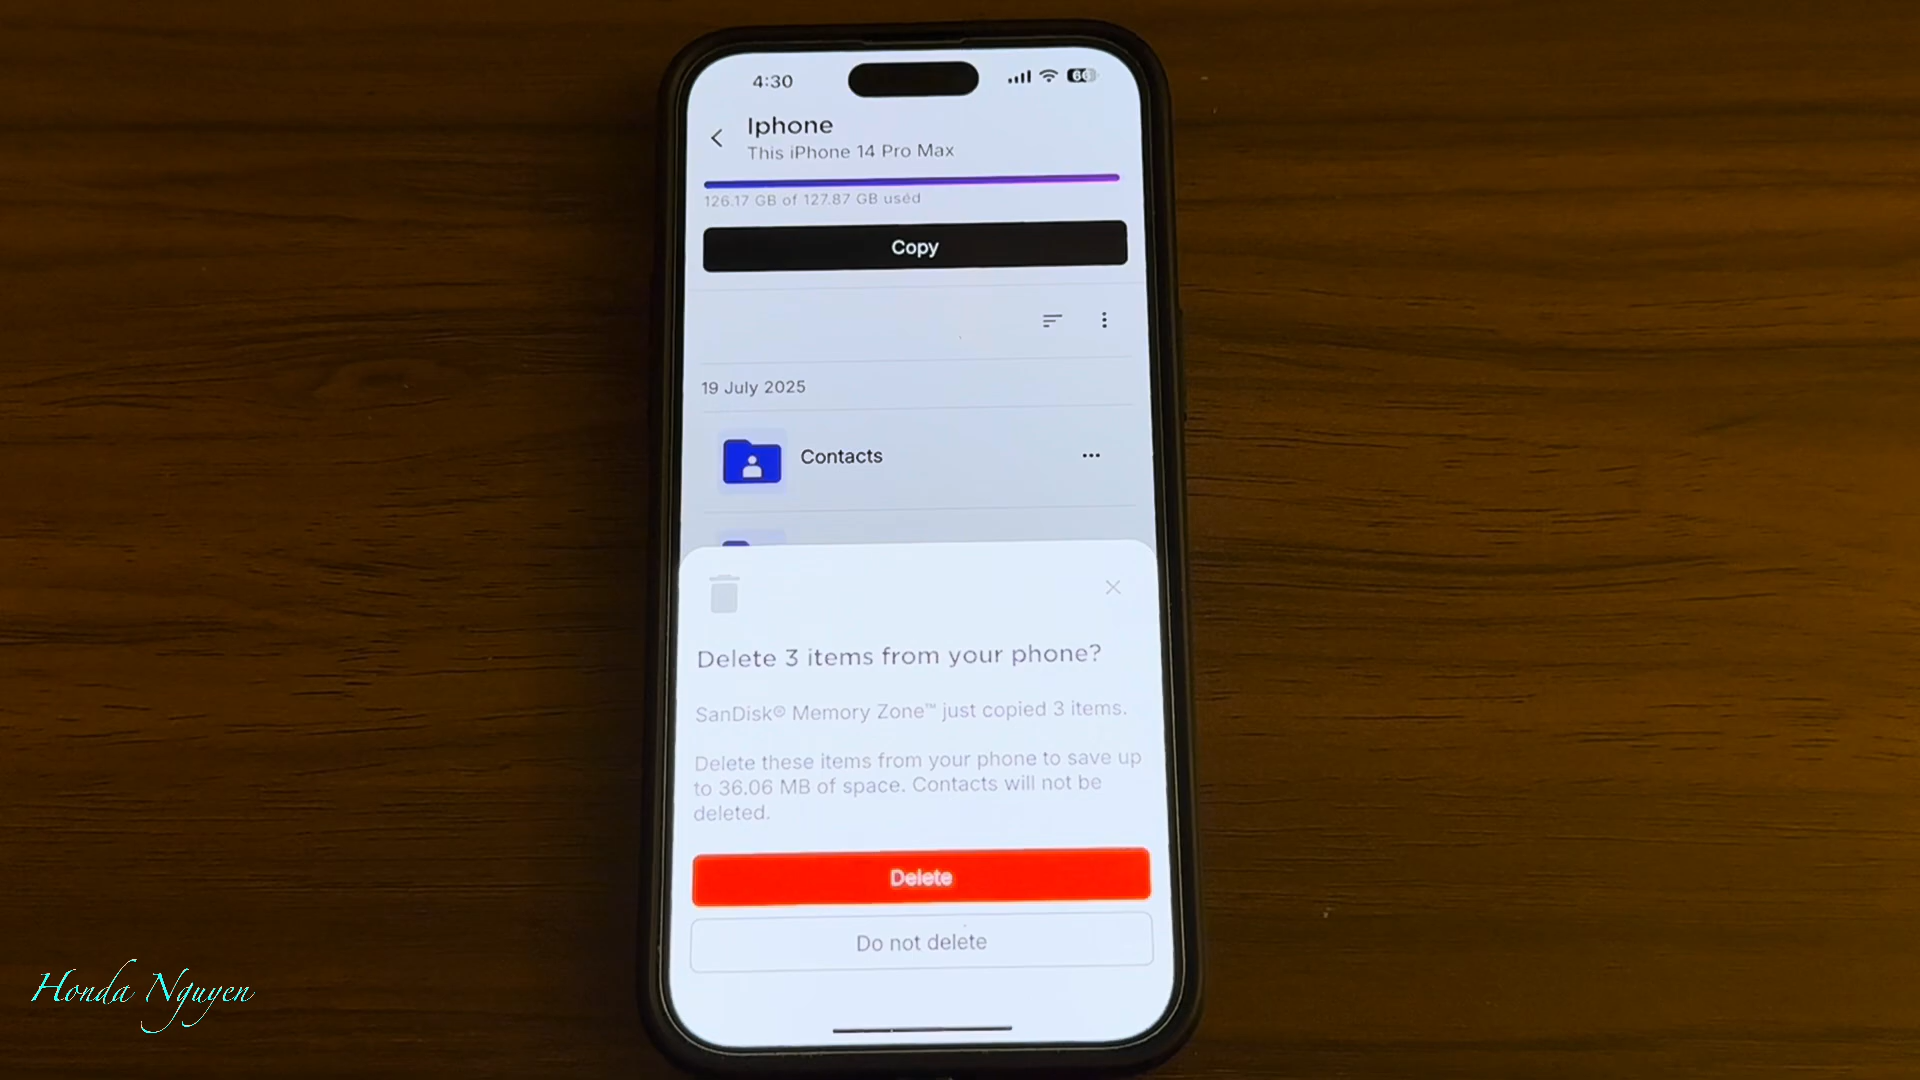 4:30
60
Iphone
This iPhone 14 Pro Max
126.17 GB of 127.87 GB used
Copy
19 July 2025
Contacts
Delete 3 items from your phone?
SanDisk® Memory Zone™ just copied 3 items.
Delete these items from your phone to save up
to 36.06 MB of space. Contacts will not be
deleted.
Delete
Do not delete
Honda Nguyen